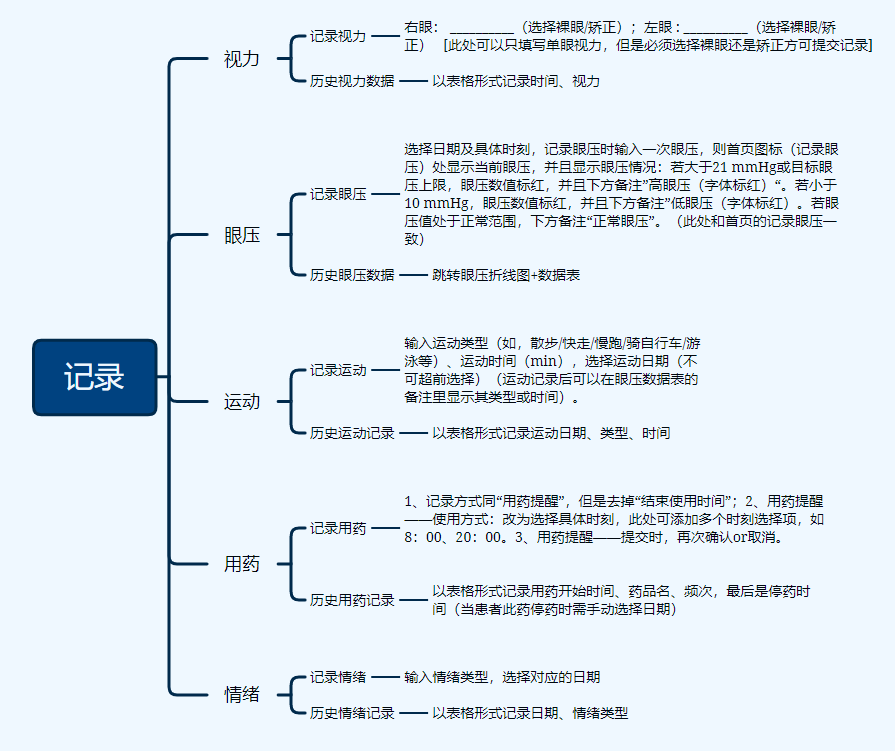 记录
视力
记录视力
右眼： __________（选择裸眼/矫正）；左眼：__________（选择裸眼/矫
正） [此处可以只填写单眼视力，但是必须选择裸眼还是矫正方可提交记录]
历史视力数据
以表格形式记录时间、视力
眼压
记录眼压
选择日期及具体时刻，记录眼压时输入一次眼压，则首页图标（记录眼
压）处显示当前眼压，并且显示眼压情况：若大于21 mmHg或目标眼
压上限，眼压数值标红，并且下方备注”高眼压（字体标红）“。若小于
10 mmHg，眼压数值标红，并且下方备注”低眼压（字体标红）。若眼
压值处于正常范围，下方备注“正常眼压”。（此处和首页的记录眼压一
致）
历史眼压数据
跳转眼压折线图+数据表
运动
记录运动
输入运动类型（如，散步/快走/慢跑/骑自行车/游
泳等）、运动时间（min），选择运动日期（不
可超前选择）（运动记录后可以在眼压数据表的
备注里显示其类型或时间）。
历史运动记录
以表格形式记录运动日期、类型、时间
用药
记录用药
1、记录方式同“用药提醒”，但是去掉“结束使用时间”；2、用药提醒
——使用方式：改为选择具体时刻，此处可添加多个时刻选择项，如
8：00、20：00。3、用药提醒——提交时，再次确认or取消。
历史用药记录
以表格形式记录用药开始时间、药品名、频次，最后是停药时
间（当患者此药停药时需手动选择日期）
情绪
记录情绪
输入情绪类型，选择对应的日期
历史情绪记录
以表格形式记录日期、情绪类型